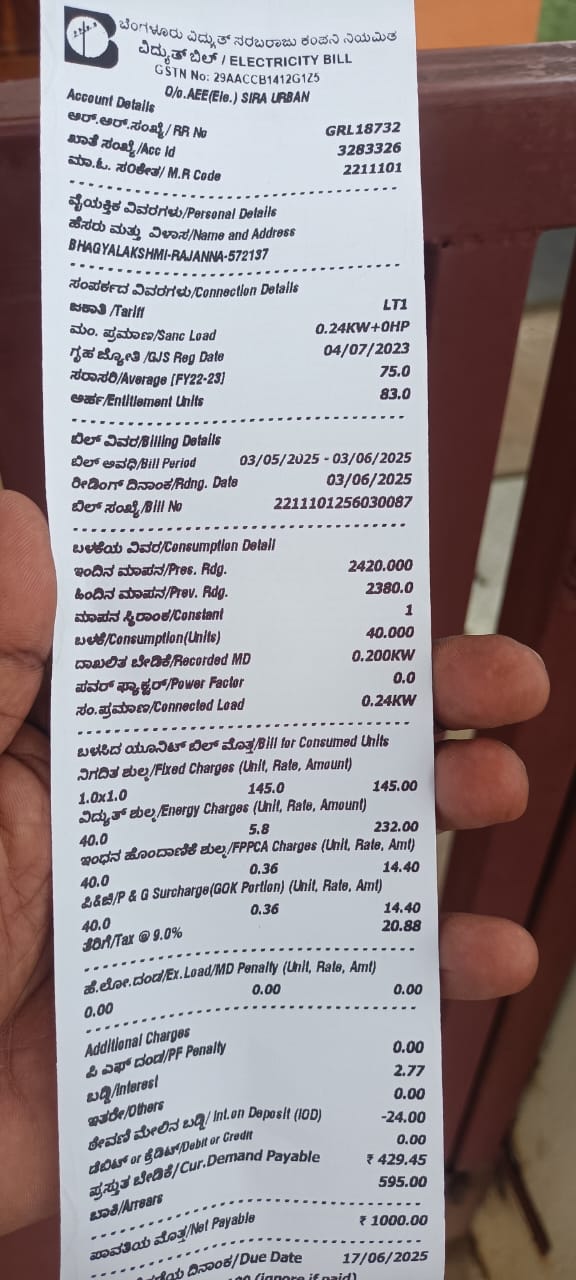 ಬೆಂಗಳೂರು ವಿದ್ಯುತ್ ಸರಬರಾಜು ಕಂಪನಿ ನಿಯಮಿತ
ವಿದ್ಯುತ್ ಬಿಲ್ / ELECTRICITY BILL
GSTN No: 29AACCB1412G1Z5
O/o.AEE(Ele.) SIRA URBAN
Account Details
ಆರ್.ಆರ್.ಸಂಖ್ಯೆ/ RR No GRL18732
ಖಾತೆ ಸಂಖ್ಯೆ/Acc Id 3283326
ಮಾ.ಓ. ಸಂಕೇತ/ M.R Code 2211101
ವೈಯಕ್ತಿಕ ವಿವರಗಳು/Personal Details
ಹೆಸರು ಮತ್ತು ವಿಳಾಸ/Name and Address
BHAGYALAKSHMI-RAJANNA-572137
ಸಂಪರ್ಕದ ವಿವರಗಳು/Connection Details
ಜಕಾತಿ /Tariff LT1
ಮಂ. ಪ್ರಮಾಣ/Sanc Load 0.24KW+0HP
ಗೃಹ ಜ್ಯೋತಿ /GJS Reg Date 04/07/2023
ಸರಾಸರಿ/Average [FY22-23] 75.0
ಅರ್ಹ/Entitlement Units 83.0
ಬಿಲ್ ವಿವರ/Billing Details
ಬಿಲ್ ಅವಧಿ/Bill Period 03/05/2025 - 03/06/2025
ರೀಡಿಂಗ್ ದಿನಾಂಕ/Rdng. Date 03/06/2025
ಬಿಲ್ ಸಂಖ್ಯೆ/Bill No 2211101256030087
ಬಳಕೆಯ ವಿವರ/Consumption Detail
ಇಂದಿನ ಮಾಪನ/Pres. Rdg. 2420.000
ಹಿಂದಿನ ಮಾಪನ/Prev. Rdg. 2380.0
ಮಾಪನ ಸ್ಥಿರಾಂಕ/Constant 1
ಬಳಕೆ/Consumption(Units) 40.000
ದಾಖಲಿತ ಬೇಡಿಕೆ/Recorded MD 0.200KW
ಪವರ್ ಫ್ಯಾಕ್ಟರ್/Power Factor 0.0
ಸಂ.ಪ್ರಮಾಣ/Connected Load 0.24KW
ಬಳಸಿದ ಯೂನಿಟ್ ಬಿಲ್ ಮೊತ್ತ/Bill for Consumed Units
ನಿಗದಿತ ಶುಲ್ಕ/Fixed Charges (Unit, Rate, Amount)
1.0x1.0 145.0 145.00
ವಿದ್ಯುತ್ ಶುಲ್ಕ/Energy Charges (Unit, Rate, Amount)
40.0 5.8 232.00
ಇಂಧನ ಹೊಂದಾಣಿಕೆ ಶುಲ್ಕ/FPPCA Charges (Unit, Rate, Amt)
40.0 0.36 14.40
ಪಿ&ಜಿ/P & G Surcharge(GOK Portion) (Unit, Rate, Amt)
40.0 0.36 14.40
ತೆರಿಗೆ/Tax @ 9.0% 20.88
ಹೆ.ಲೋ.ದಂಡ/Ex.Load/MD Penalty (Unit, Rate, Amt)
0.00 0.00 0.00
Additional Charges
ಪಿ ಎಫ್ ದಂಡ/PF Penalty 0.00
ಬಡ್ಡಿ/Interest 2.77
ಇತರೇ/Others 0.00
ಠೇವಣಿ ಮೇಲಿನ ಬಡ್ಡಿ/ Int.on Deposit (IOD) -24.00
ಡೆಬಿಟ್ or ಕ್ರೆಡಿಟ್/Debit or Credit 0.00
ಪ್ರಸ್ತುತ ಬೇಡಿಕೆ/Cur.Demand Payable ₹ 429.45
ಬಾಕಿ/Arrears 595.00
ಪಾವತಿಯ ಮೊತ್ತ/Net Payable ₹ 1000.00
ದಿನಾಂಕ/Due Date 17/06/2025
(ignore if paid)